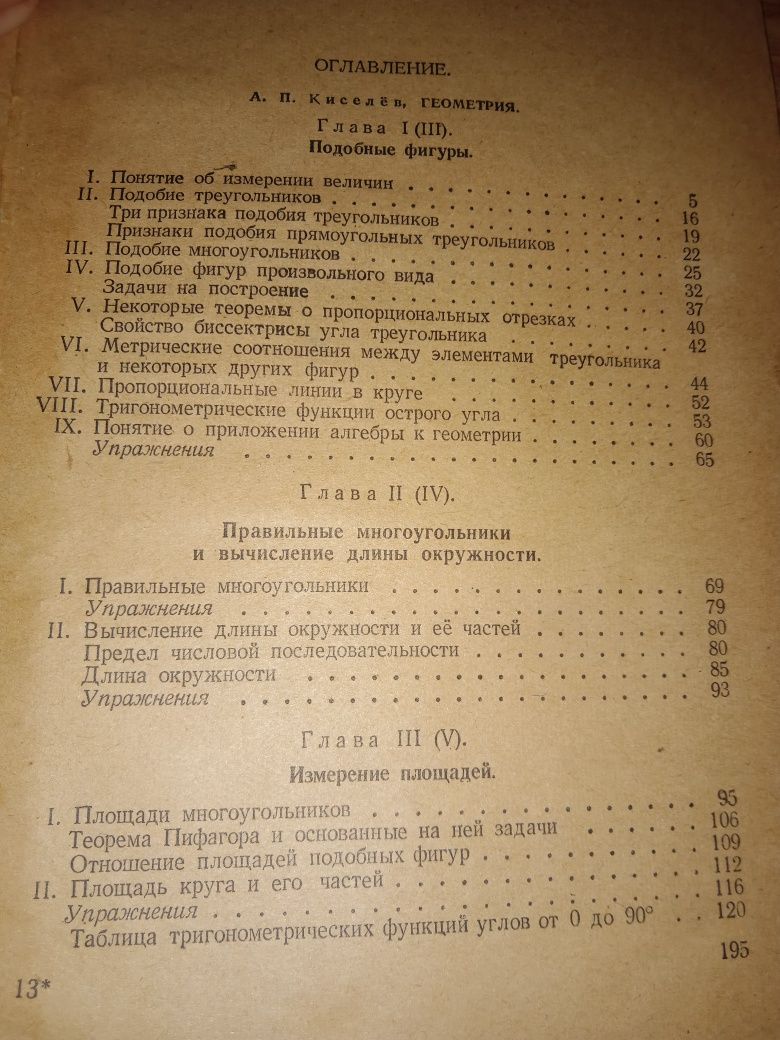 ОГЛАВЛЕНИЕ.
А. П. Киселёв, ГЕОМЕТРИЯ.
Глава I (III).
Подобные фигуры.
I. Понятие об измерении величин . . . . . . . . . . . . . . 5
II. Подобие треугольников . . . . . . . . . . . . . . . . . 16
Три признака подобия треугольников . . . . . . . . . . . 19
Признаки подобия прямоугольных треугольников . . . . . . 22
III. Подобие многоугольников . . . . . . . . . . . . . . . . 25
IV. Подобие фигур произвольного вида . . . . . . . . . . . . 32
Задачи на построение . . . . . . . . . . . . . . . . . . 37
V. Некоторые теоремы о пропорциональных отрезках . . . . . 40
Свойство биссектрисы угла треугольника . . . . . . . . . 42
VI. Метрические соотношения между элементами треугольника
и некоторых других фигур . . . . . . . . . . . . . . . . 44
VII. Пропорциональные линии в круге . . . . . . . . . . . . 52
VIII. Тригонометрические функции острого угла . . . . . . . . 53
IX. Понятие о приложении алгебры к геометрии . . . . . . . . 60
Упражнения . . . . . . . . . . . . . . . . . . . . . . 65
Глава II (IV).
Правильные многоугольники
и вычисление длины окружности.
I. Правильные многоугольники . . . . . . . . . . . . . . . 69
Упражнения . . . . . . . . . . . . . . . . . . . . . . 79
II. Вычисление длины окружности и её частей . . . . . . . . 80
Предел числовой последовательности . . . . . . . . . . . 80
Длина окружности . . . . . . . . . . . . . . . . . . . 85
Упражнения . . . . . . . . . . . . . . . . . . . . . . 93
Глава III (V).
Измерение площадей.
I. Площади многоугольников . . . . . . . . . . . . . . . . 95
Теорема Пифагора и основанные на ней задачи . . . . . . 106
Отношение площадей подобных фигур . . . . . . . . . . . 109
II. Площадь круга и его частей . . . . . . . . . . . . . . . 112
Упражнения . . . . . . . . . . . . . . . . . . . . . . 116
Таблица тригонометрических функций углов от 0 до 90° . . 120
195
13*